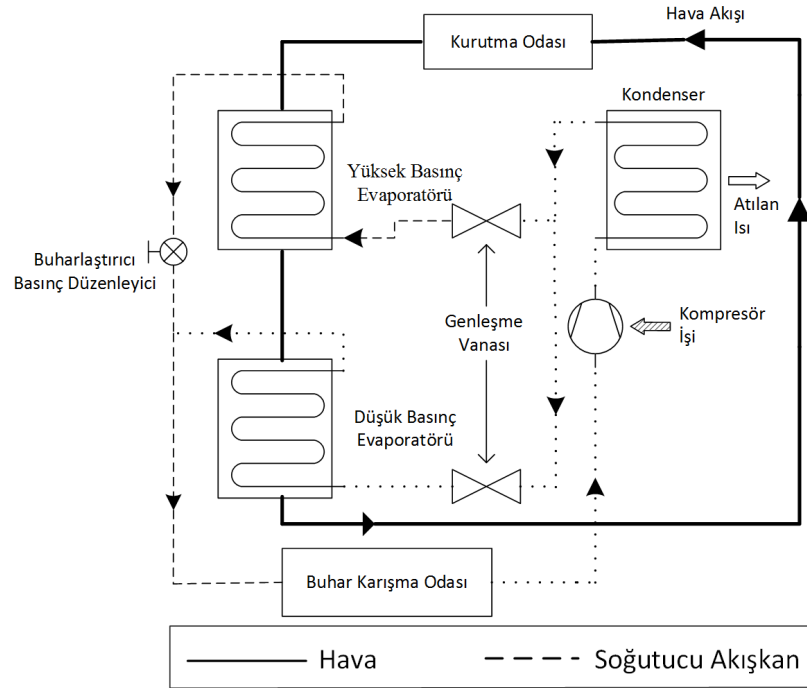 Hava Akışı
Kurutma Odası
Kondenser
Yüksek Basınç
Evaporatörü
Atılan
Isı
Buharlaştırıcı
Basınç Düzenleyici
Genleşme
Vanası
Kompresör
İşi
Düşük Basınç
Evaporatörü
Buhar Karışma Odası
Hava
Soğutucu Akışkan